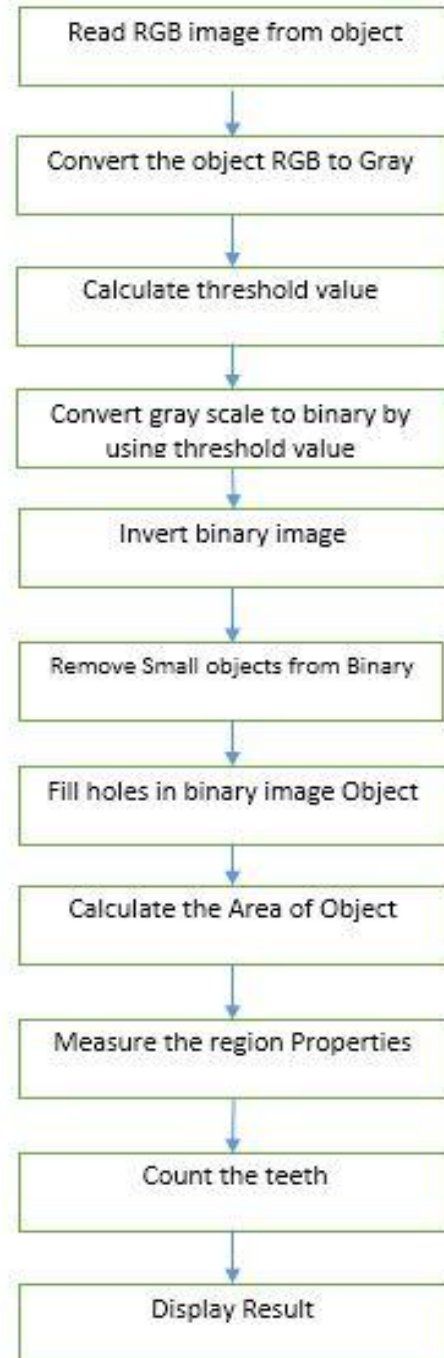 Read RGB image from object
Convert the object RGB to Gray
Calculate threshold value
Convert gray scale to binary by
using threshold value
Invert binary image
Remove Small objects from Binary
Fill holes in binary image Object
Calculate the Area of Object
Measure the region Properties
Count the teeth
Display Result